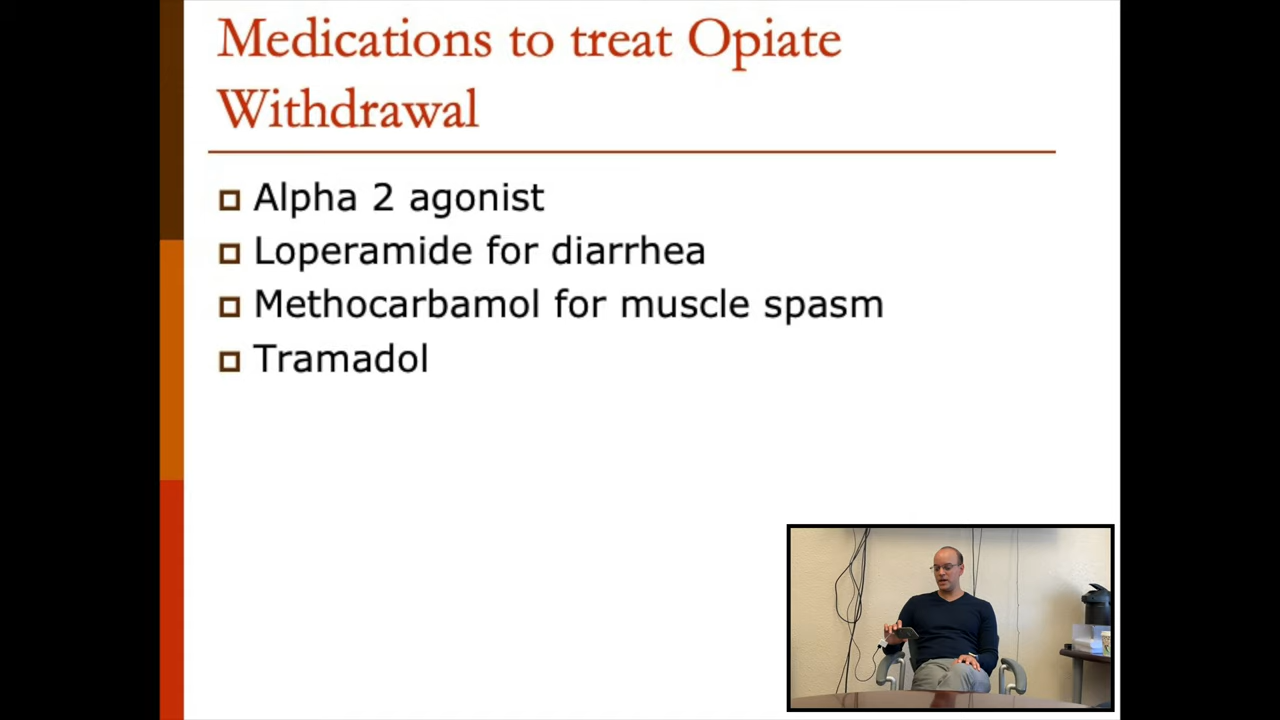 Medications to treat Opiate
Withdrawal
Alpha 2 agonist
Loperamide for diarrhea
Methocarbamol for muscle spasm
Tramadol